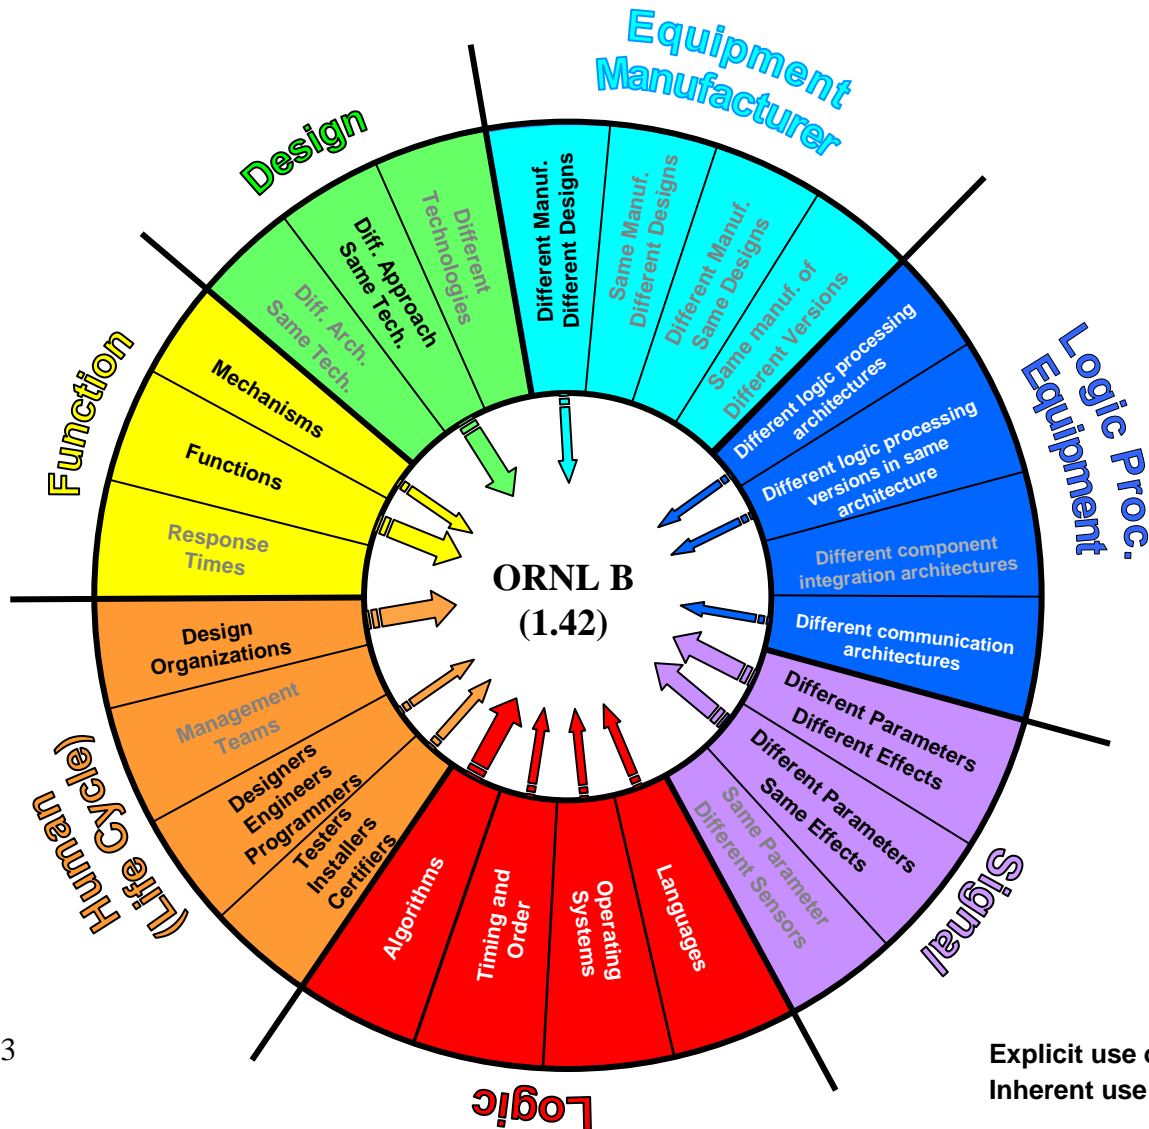 Equipment
Manufacturer
Different Manuf.
Different Designs
Same Manuf.
Different Designs
Different Manuf.
Same Designs
Same manuf. of
Different Versions
Logic Proc.
Equipment
Different logic processing
architectures
Different logic processing
versions in same
architecture
Different component
integration architectures
Different communication
architectures
Signal
Different Parameters
Different Effects
Different Parameters
Same Effects
Same Parameter
Different Sensors
Logic
Languages
Operating
Systems
Timing and
Order
Algorithms
Human
(Life Cycle)
Testers
Installers
Certifiers
Designers
Engineers
Programmers
Management
Teams
Design
Organizations
Function
Response
Times
Functions
Mechanisms
Design
Diff. Arch.
Same Tech.
Diff. Approach
Same Tech.
Different
Technologies
ORNL B
(1.42)
3
Explicit use
Inherent use